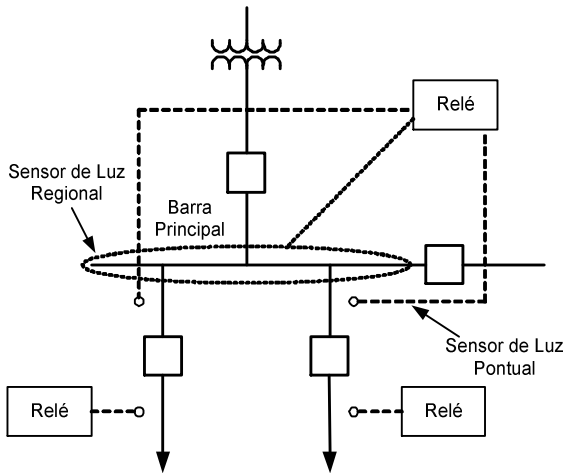 Relé
Sensor de Luz
Regional
Barra
Principal
Sensor de Luz
Pontual
Relé
Relé